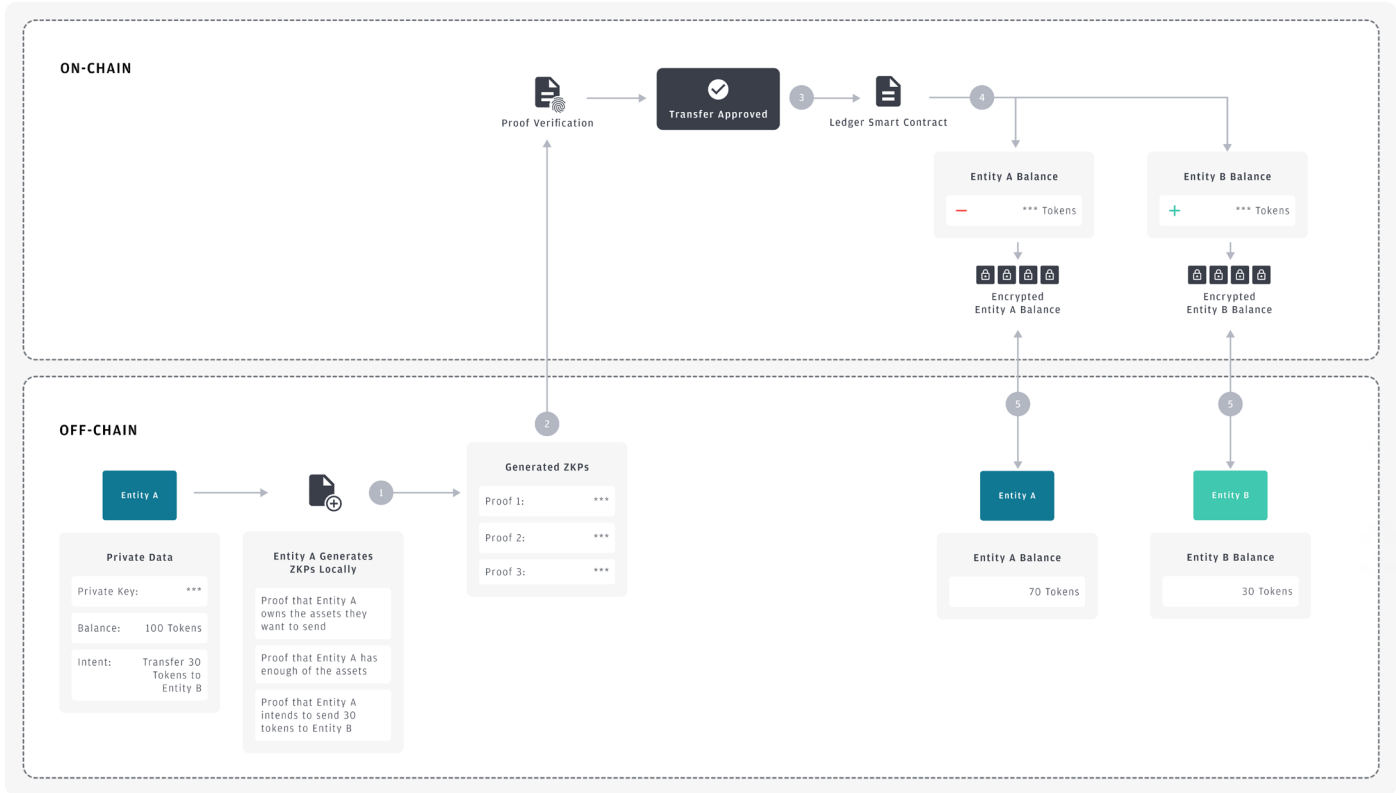 ON-CHAIN
Proof Verification
Transfer Approved
3
Ledger Smart Contract
4
Entity A Balance
– *** Tokens
Entity B Balance
+ *** Tokens
Encrypted
Entity A Balance
Encrypted
Entity B Balance
OFF-CHAIN
Entity A
Private Data
Private Key: ***
Balance: 100 Tokens
Intent: Transfer 30
Tokens to
Entity B
1
Entity A Generates
ZKPs Locally
Proof that Entity A
owns the assets they
want to send
Proof that Entity A has
enough of the assets
Proof that Entity A
intends to send 30
tokens to Entity B
2
Generated ZKPs
Proof 1: ***
Proof 2: ***
Proof 3: ***
5
Entity A
Entity A Balance
70 Tokens
5
Entity B
Entity B Balance
30 Tokens